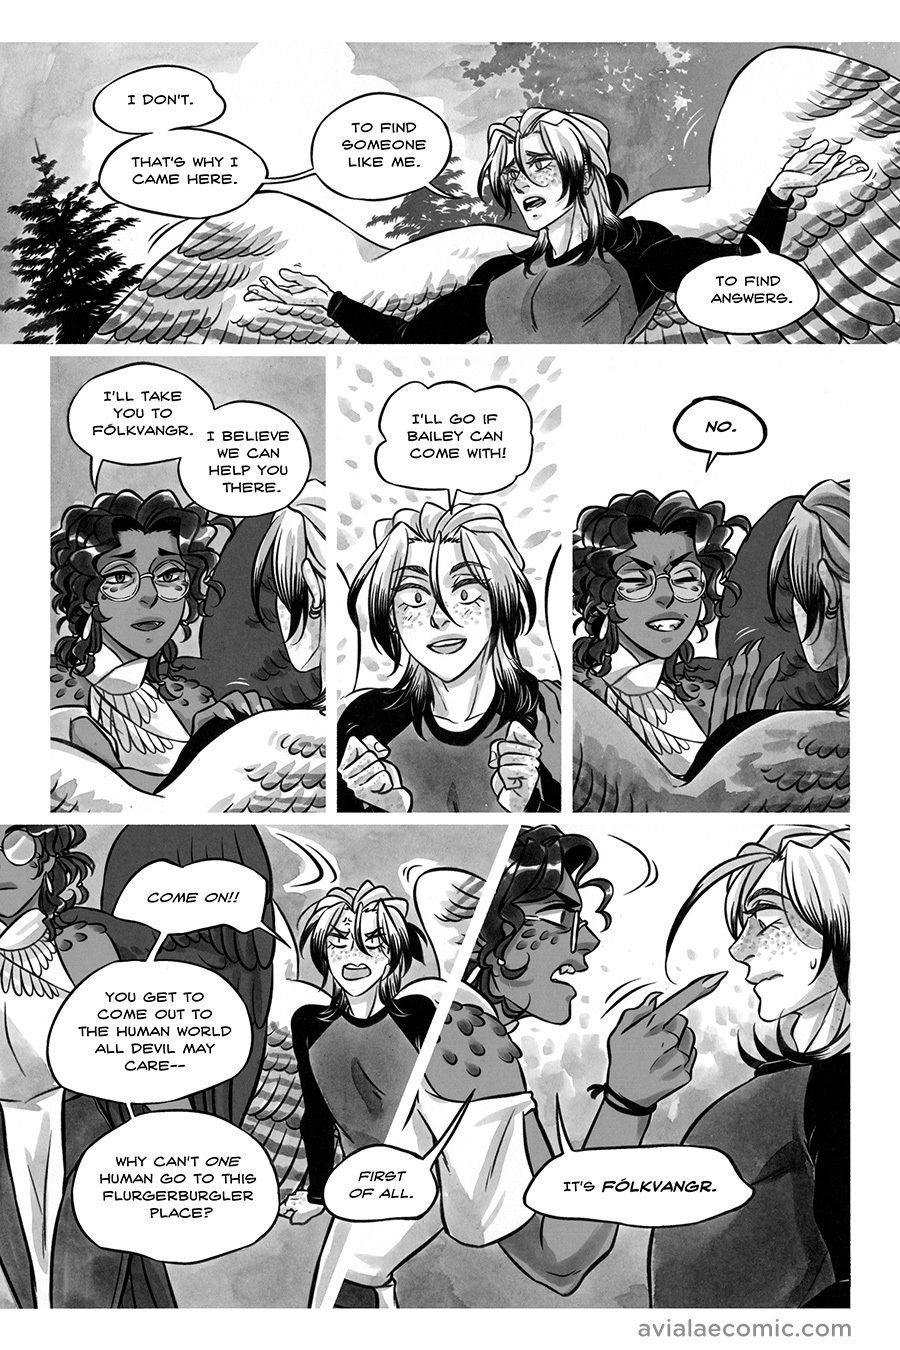 I DON'T.
THAT'S WHY I
CAME HERE.
TO FIND
SOMEONE
LIKE ME.
TO FIND
ANSWERS.
I'LL TAKE
YOU TO
FÓLKVANGR.
I BELIEVE
WE CAN
HELP YOU
THERE.
I'LL GO IF
BAILEY CAN
COME WITH!
NO.
COME ON!!
YOU GET TO
COME OUT TO
THE HUMAN WORLD
ALL DEVIL MAY
CARE--
WHY CAN'T ONE
HUMAN GO TO THIS
FLURGERBURGLER
PLACE?
FIRST
OF ALL.
IT'S FÓLKVANGR.
avialaecomic.com